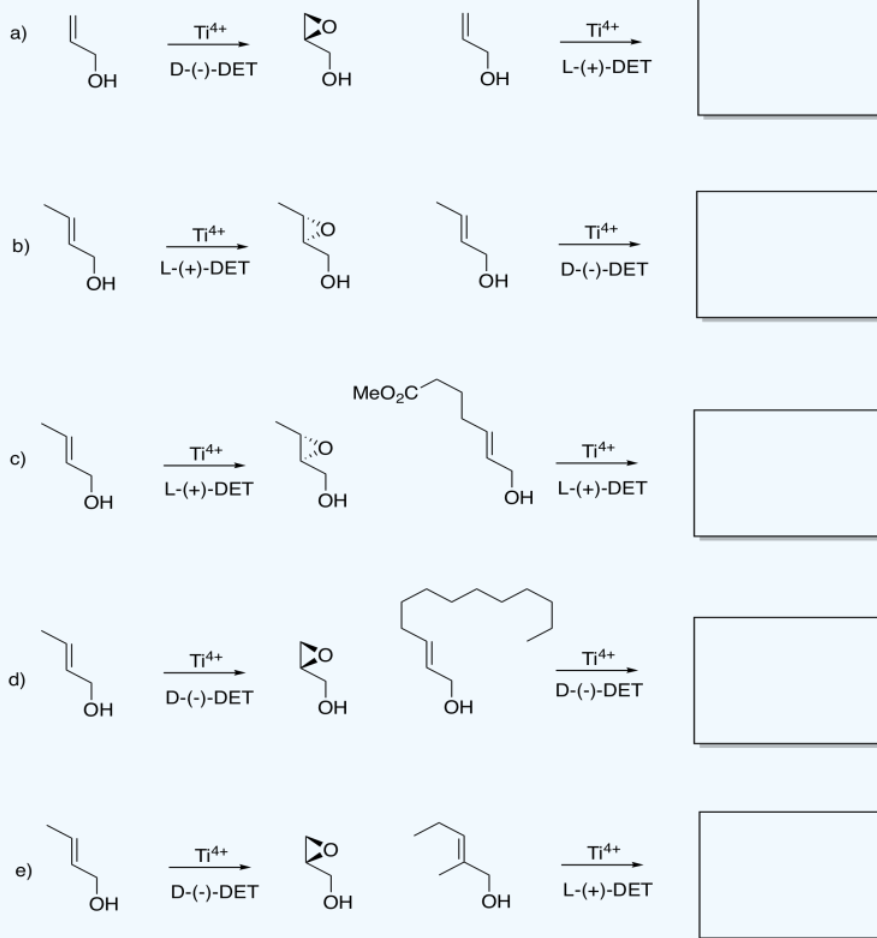 a) Ti4+ O Ti4+
OH D-(-)-DET OH OH L-(+)-DET
b) Ti4+ O Ti4+
OH L-(+)-DET OH OH D-(-)-DET
MeO2C
c) Ti4+ O Ti4+
OH L-(+)-DET OH OH L-(+)-DET
d) Ti4+ O Ti4+
OH D-(-)-DET OH OH D-(-)-DET
e) Ti4+ O Ti4+
OH D-(-)-DET OH OH L-(+)-DET